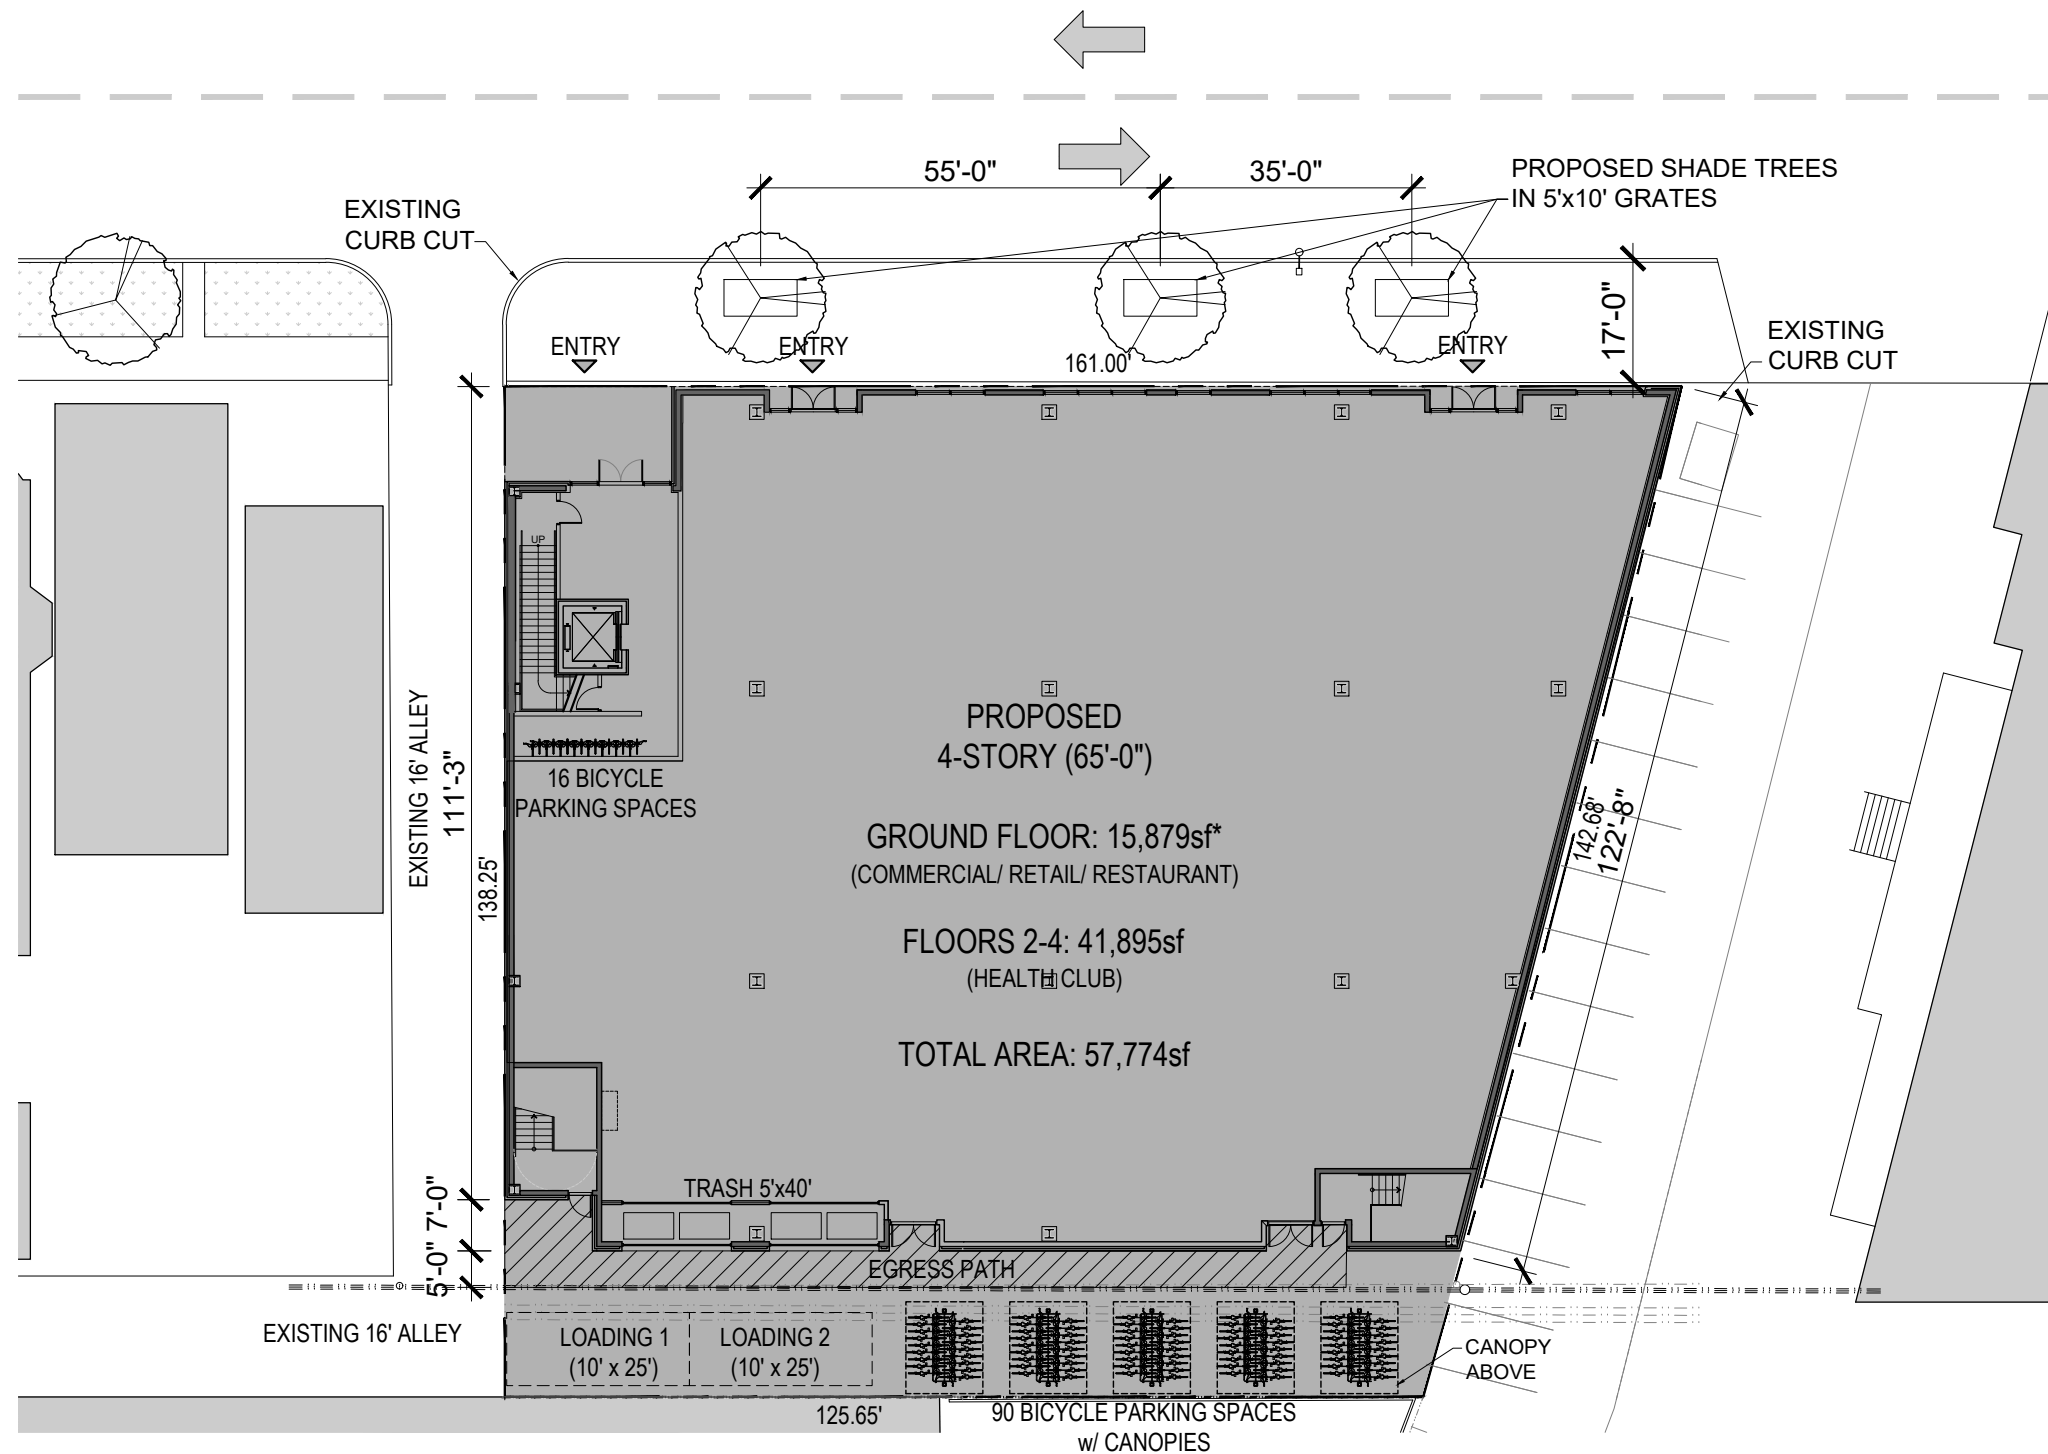 55'-0"
35'-0"
PROPOSED SHADE TREES
IN 5'x10' GRATES
EXISTING
CURB CUT
17'-0"
EXISTING
CURB CUT
ENTRY
ENTRY
ENTRY
161.00'
UP
EXISTING 16' ALLEY
111'-3"
138.25'
16 BICYCLE
PARKING SPACES
PROPOSED
4-STORY (65'-0")
GROUND FLOOR: 15,879sf*
(COMMERCIAL/ RETAIL/ RESTAURANT)
FLOORS 2-4: 41,895sf
(HEALTH CLUB)
TOTAL AREA: 57,774sf
142.68'
122'-8"
TRASH 5'x40'
7'-0"
5'-0"
EGRESS PATH
EXISTING 16' ALLEY
LOADING 1
(10' x 25')
LOADING 2
(10' x 25')
CANOPY
ABOVE
125.65'
90 BICYCLE PARKING SPACES
w/ CANOPIES